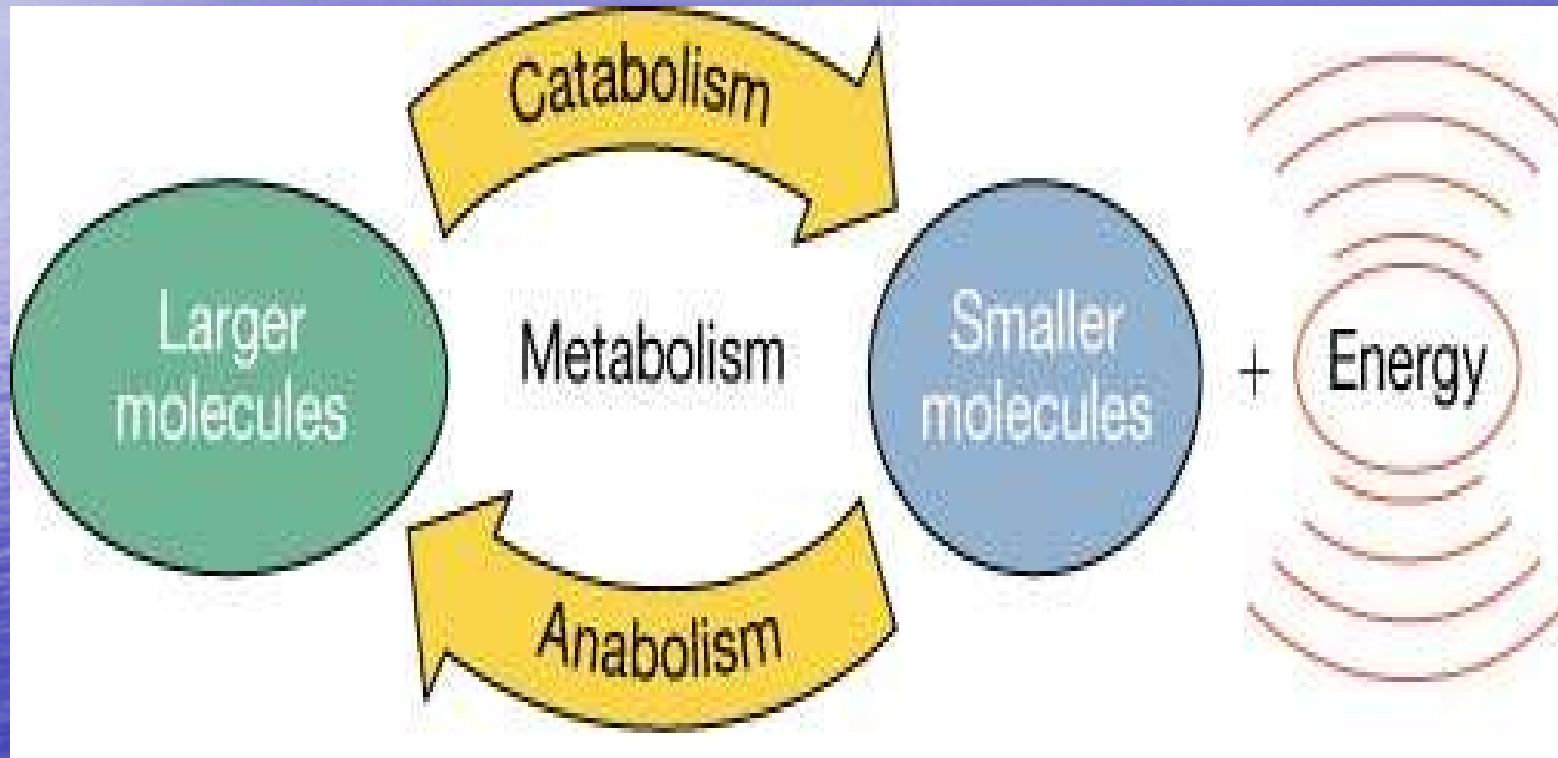 Catabolism
Larger
molecules
Metabolism
Smaller
molecules
+
Energy
Anabolism